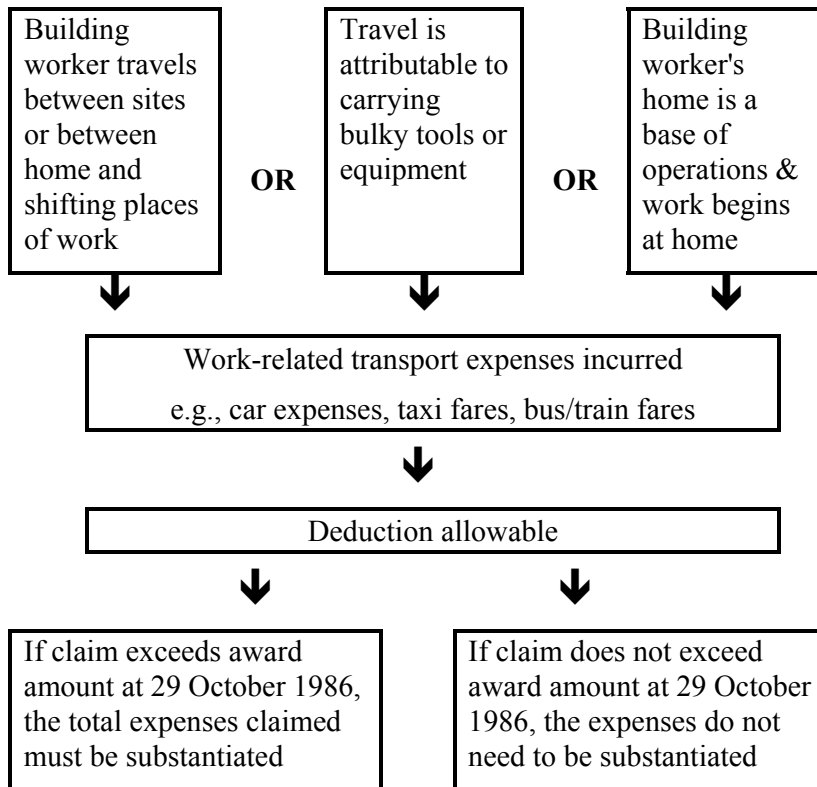 Building
worker travels
between sites
or between
home and
shifting places
of work
OR
Travel is
attributable to
carrying
bulky tools or
equipment
OR
Building
worker's
home is a
base of
operations &
work begins
at home
Work-related transport expenses incurred
e.g., car expenses, taxi fares, bus/train fares
Deduction allowable
If claim exceeds award
amount at 29 October 1986,
the total expenses claimed
must be substantiated
If claim does not exceed
award amount at 29 October
1986, the expenses do not
need to be substantiated